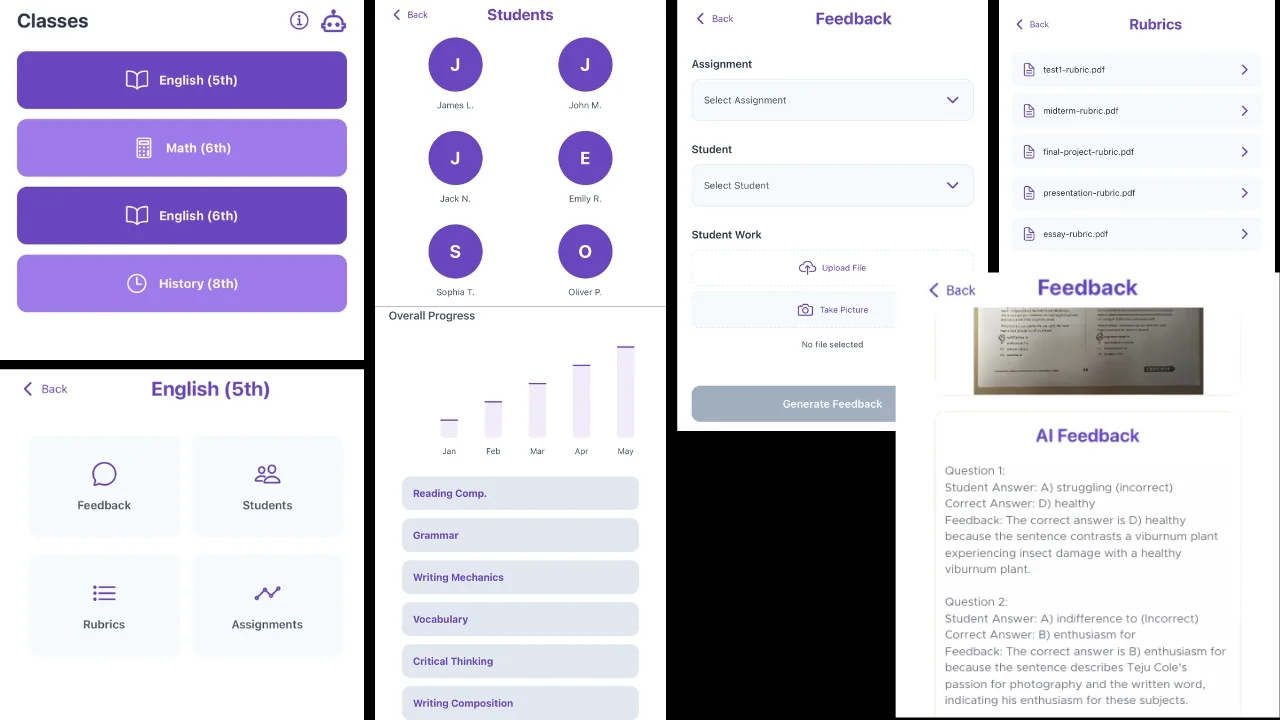 Classes
English (5th)
Math (6th)
English (6th)
History (8th)
Back
English (5th)
Feedback
Students
Rubrics
Assignments
Back
Students
J
J
James L.
John M.
J
E
Jack N.
Emily R.
S
O
Sophia T.
Oliver P.
Overall Progress
Jan
Feb
Mar
Apr
May
Reading Comp.
Grammar
Writing Mechanics
Vocabulary
Critical Thinking
Writing Composition
Back
Feedback
Assignment
Select Assignment
Student
Select Student
Student Work
Upload File
Take Picture
No file selected
Generate Feedback
Back
Rubrics
test1-rubric.pdf
midterm-rubric.pdf
final-project-rubric.pdf
presentation-rubric.pdf
essay-rubric.pdf
Back
Feedback
AI Feedback
Question 1:
Student Answer: A) struggling (incorrect)
Correct Answer: D) healthy
Feedback: The correct answer is D) healthy
because the sentence contrasts a viburnum plant
experiencing insect damage with a healthy
viburnum plant.
Question 2:
Student Answer: A) indifference to (Incorrect)
Correct Answer: B) enthusiasm for
Feedback: The correct answer is B) enthusiasm for
because the sentence describes Teju Cole's
passion for photography and the written word,
indicating his enthusiasm for these subjects.